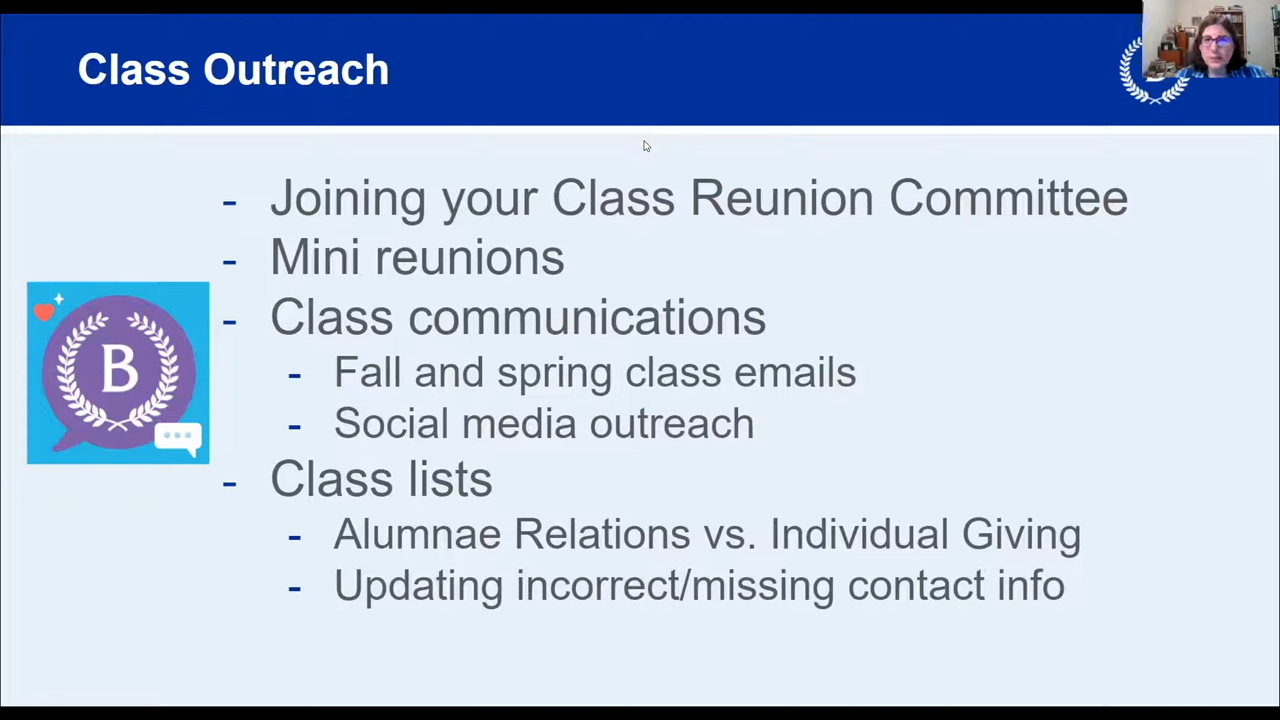 Class Outreach
- Joining your Class Reunion Committee
- Mini reunions
- Class communications
- Fall and spring class emails
- Social media outreach
B
- Class lists
- Alumnae Relations vs. Individual Giving
- Updating incorrect/missing contact info